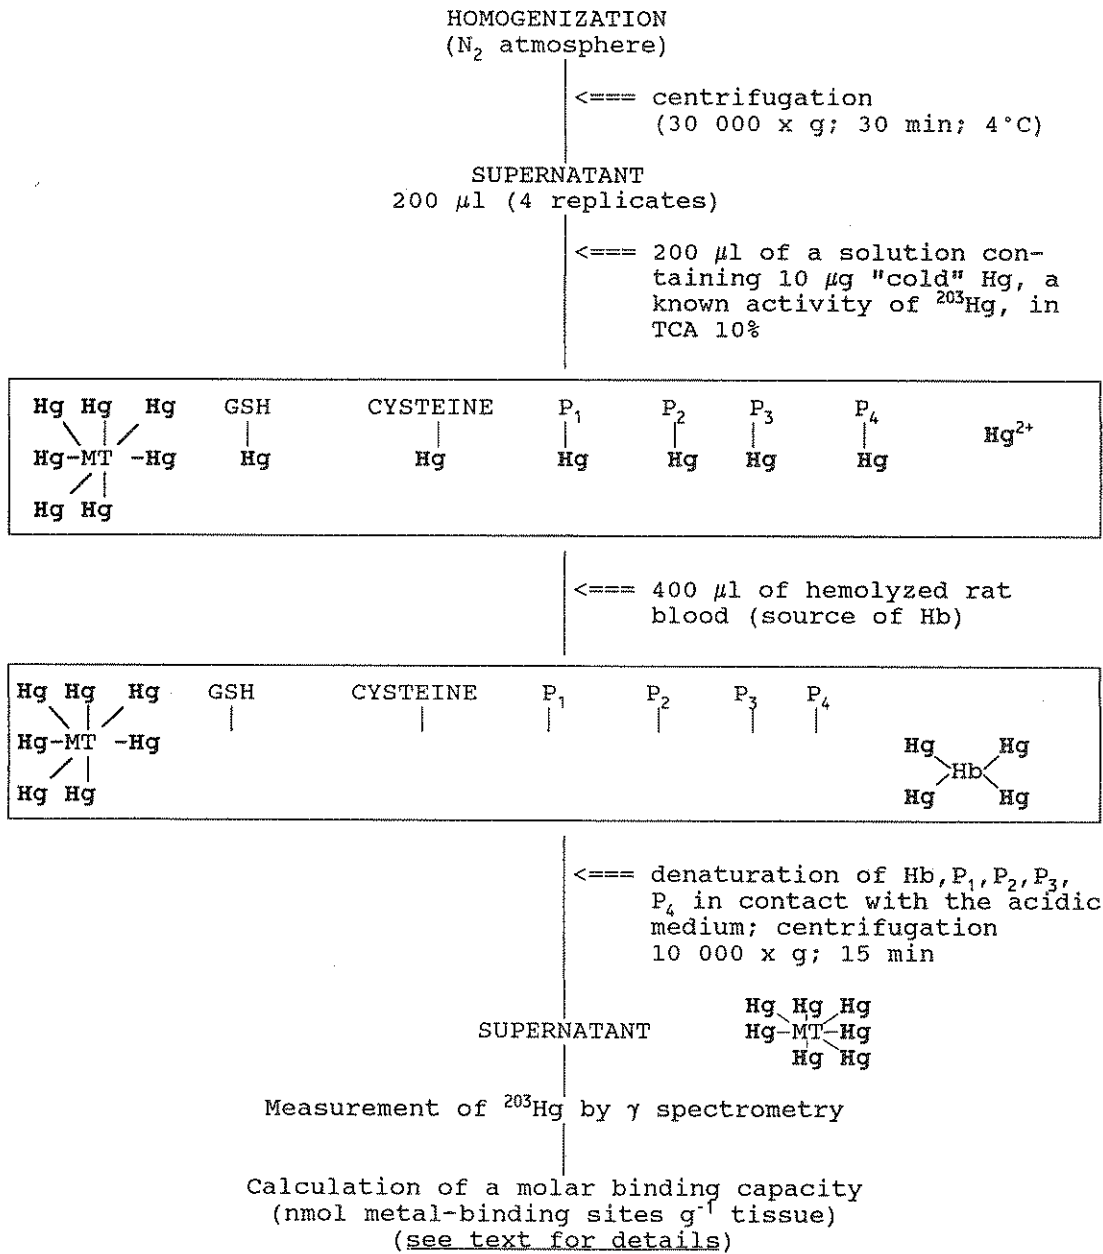 HOMOGENIZATION
(N₂ atmosphere)
<=== centrifugation
(30 000 x g; 30 min; 4°C)
SUPERNATANT
200 µl (4 replicates)
<=== 200 µl of a solution con-
taining 10 µg "cold" Hg, a
known activity of ²⁰³Hg, in
TCA 10%
Hg Hg Hg GSH CYSTEINE P₁ P₂ P₃ P₄ Hg²⁺
Hg-MT -Hg Hg Hg Hg Hg Hg Hg
Hg Hg
<=== 400 µl of hemolyzed rat
blood (source of Hb)
Hg Hg Hg GSH CYSTEINE P₁ P₂ P₃ P₄
Hg-MT -Hg Hg Hg
Hb
Hg Hg Hg Hg
<=== denaturation of Hb,P₁,P₂,P₃,
P₄ in contact with the acidic
medium; centrifugation
10 000 x g; 15 min
Hg Hg Hg
SUPERNATANT Hg-MT-Hg
Hg Hg
Measurement of ²⁰³Hg by γ spectrometry
Calculation of a molar binding capacity
(nmol metal-binding sites g⁻¹ tissue)
(see text for details)